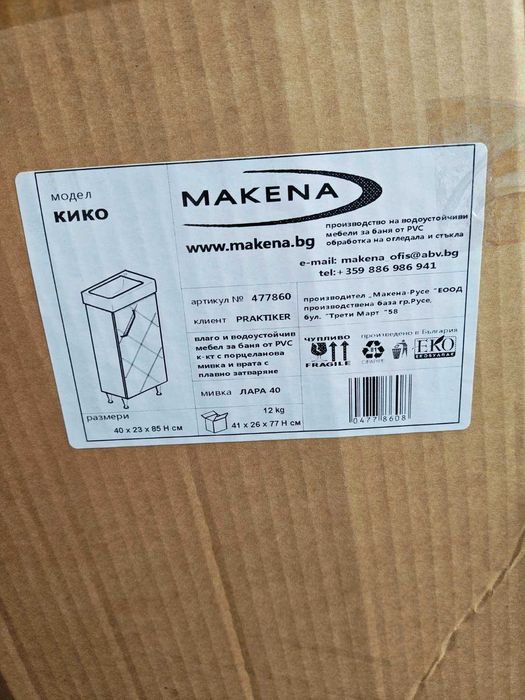 модел
КИКО
MAKENA
www.makena.bg
производство на водоустойчиви
мебели за баня от PVC
обработка на огледала и стъкла
e-mail: makena_ofis@abv.bg
tel:+359 886 986 941
артикул № 477860
клиент PRAKTIKER
влаго и водоустойчив
мебел за баня от PVC
к-кт с порцеланова
мивка и врата с
плавно затваряне
мивка ЛАРА 40
производител „Макена-Русе "ЕООД
производствена база гр.Русе,
бул. "Трети Март "58
ЧУПЛИВО
FRAGILE
произведено в България
ЕКО
размери
40 x 23 x 85 H см
12 kg
41 x 26 x 77 H см
04778608